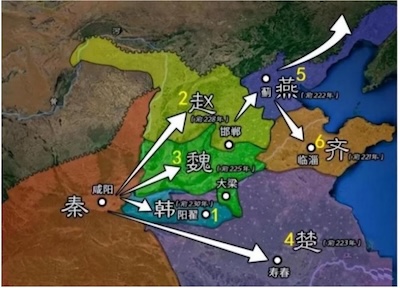 5
燕
蓟
[前222年.]
2
赵
[前228年.]
邯郸
6
齐
临淄
[前221年.]
3
魏
[前225年.]
大梁
咸阳
秦
韩
[前230年.]
阳翟
1
4
楚
[前223年.]
寿春